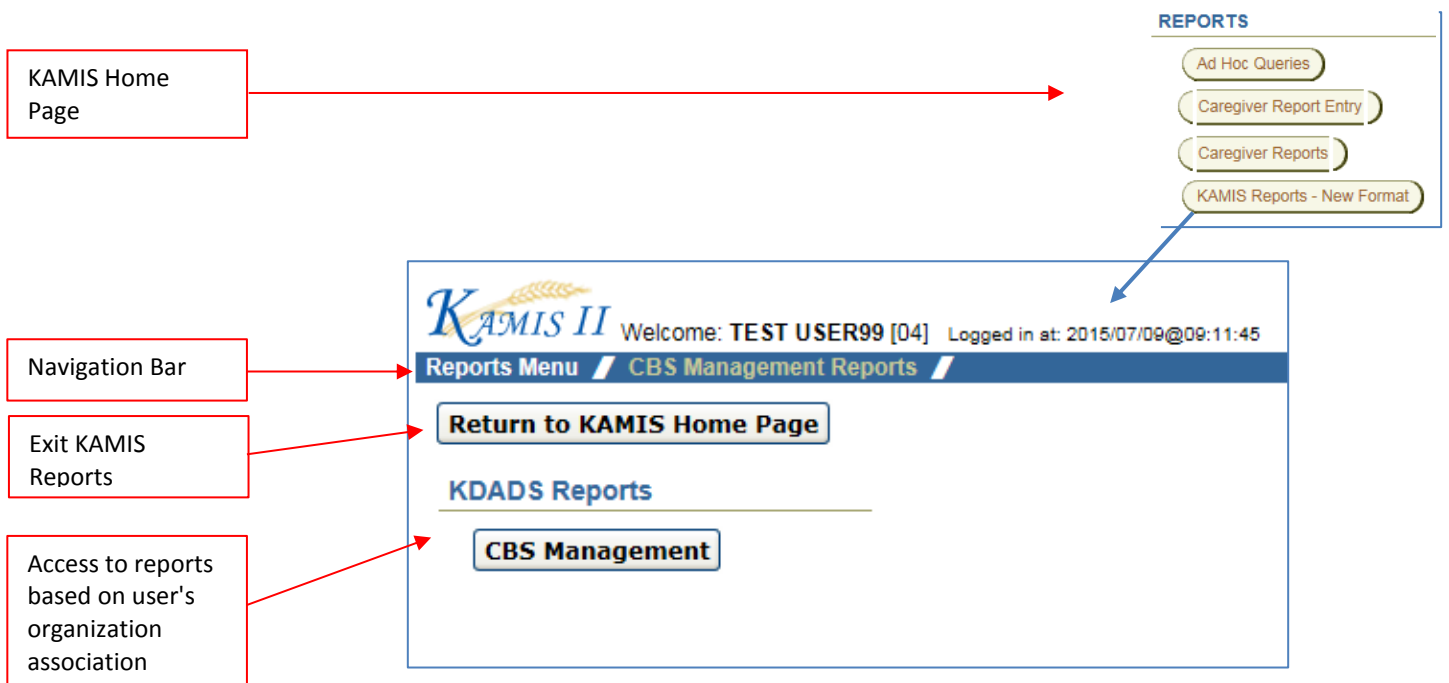 REPORTS
Ad Hoc Queries
Caregiver Report Entry
Caregiver Reports
KAMIS Reports - New Format
KAMIS Home
Page
KAMIS II Welcome: TEST USER99 [04] Logged in at: 2015/07/09@09:11:45
Navigation Bar
Reports Menu / CBS Management Reports /
Return to KAMIS Home Page
Exit KAMIS
Reports
KDADS Reports
CBS Management
Access to reports
based on user's
organization
association